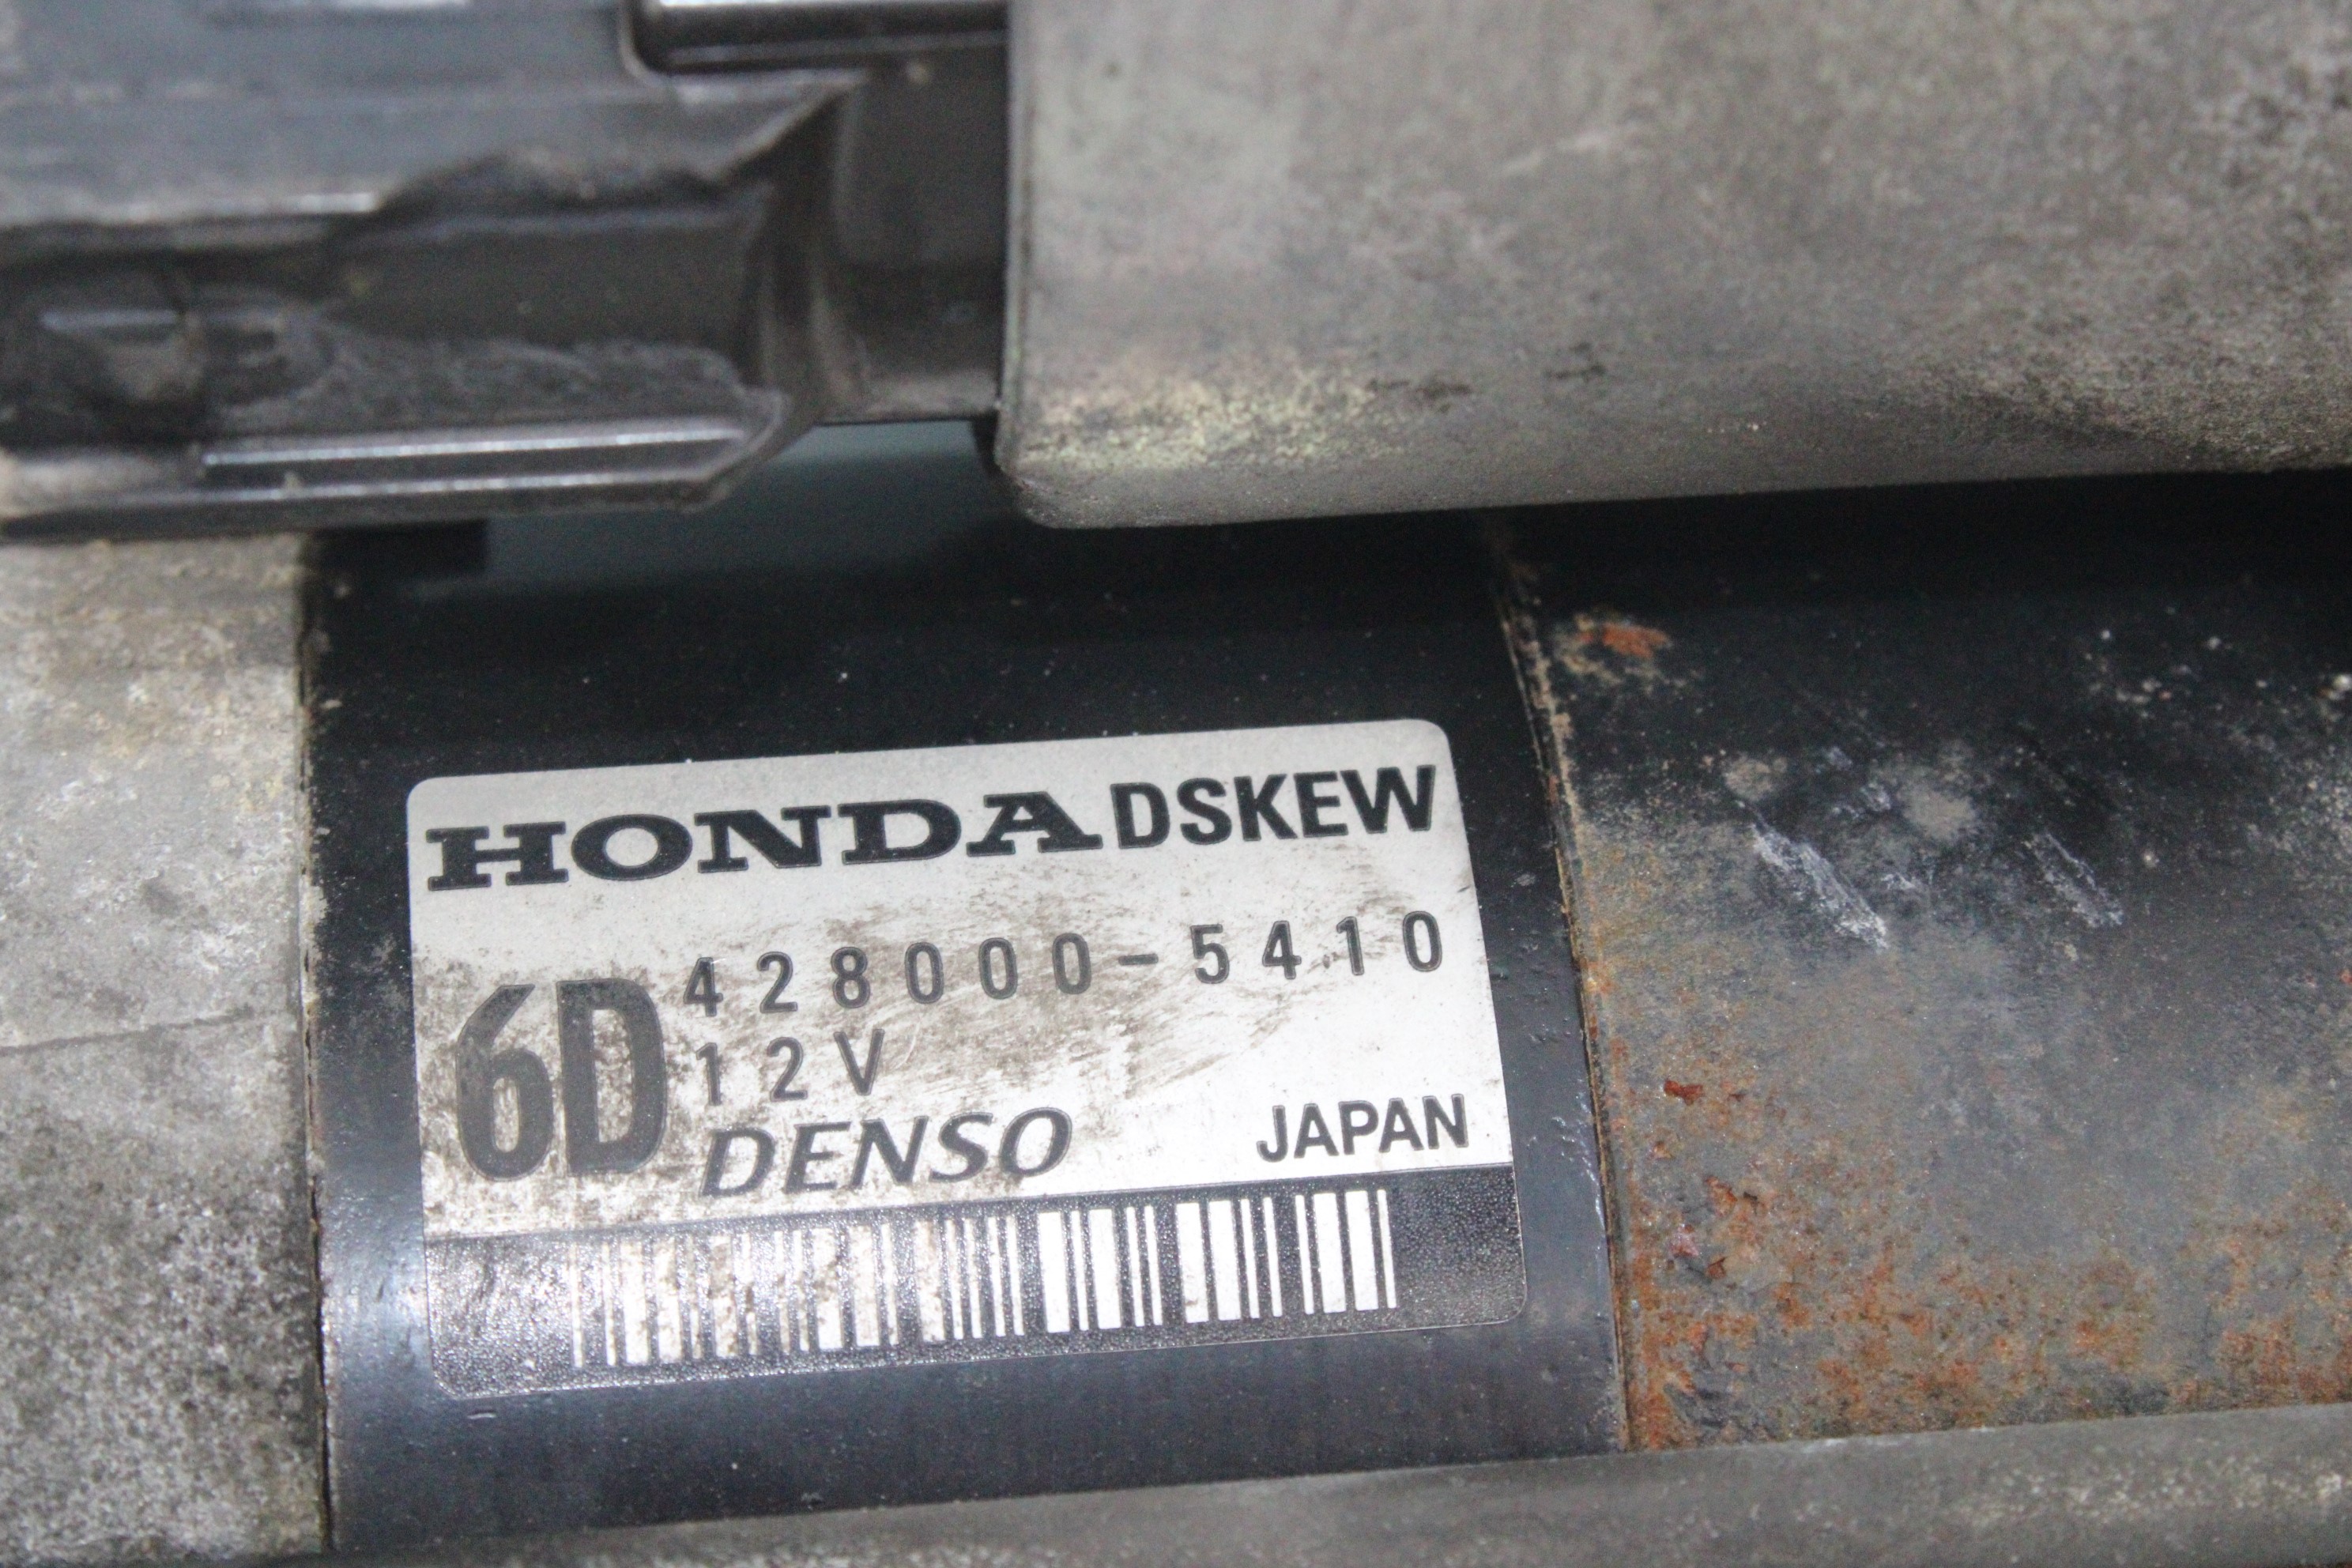 HONDA DSKEW
6D 428000-5410
12V
DENSO JAPAN